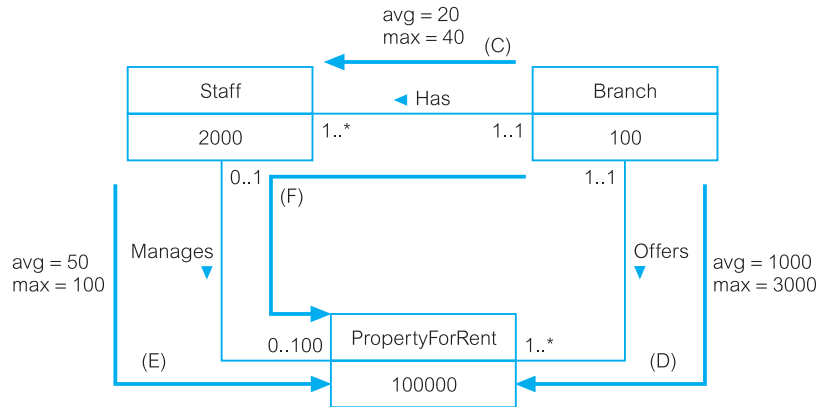 avg = 20
max = 40
(C)
Staff
Has
Branch
2000
1..*
1..1
100
0..1
(F)
1..1
Manages
Offers
avg = 50
max = 100
avg = 1000
max = 3000
0..100
PropertyForRent
1..*
(E)
100000
(D)